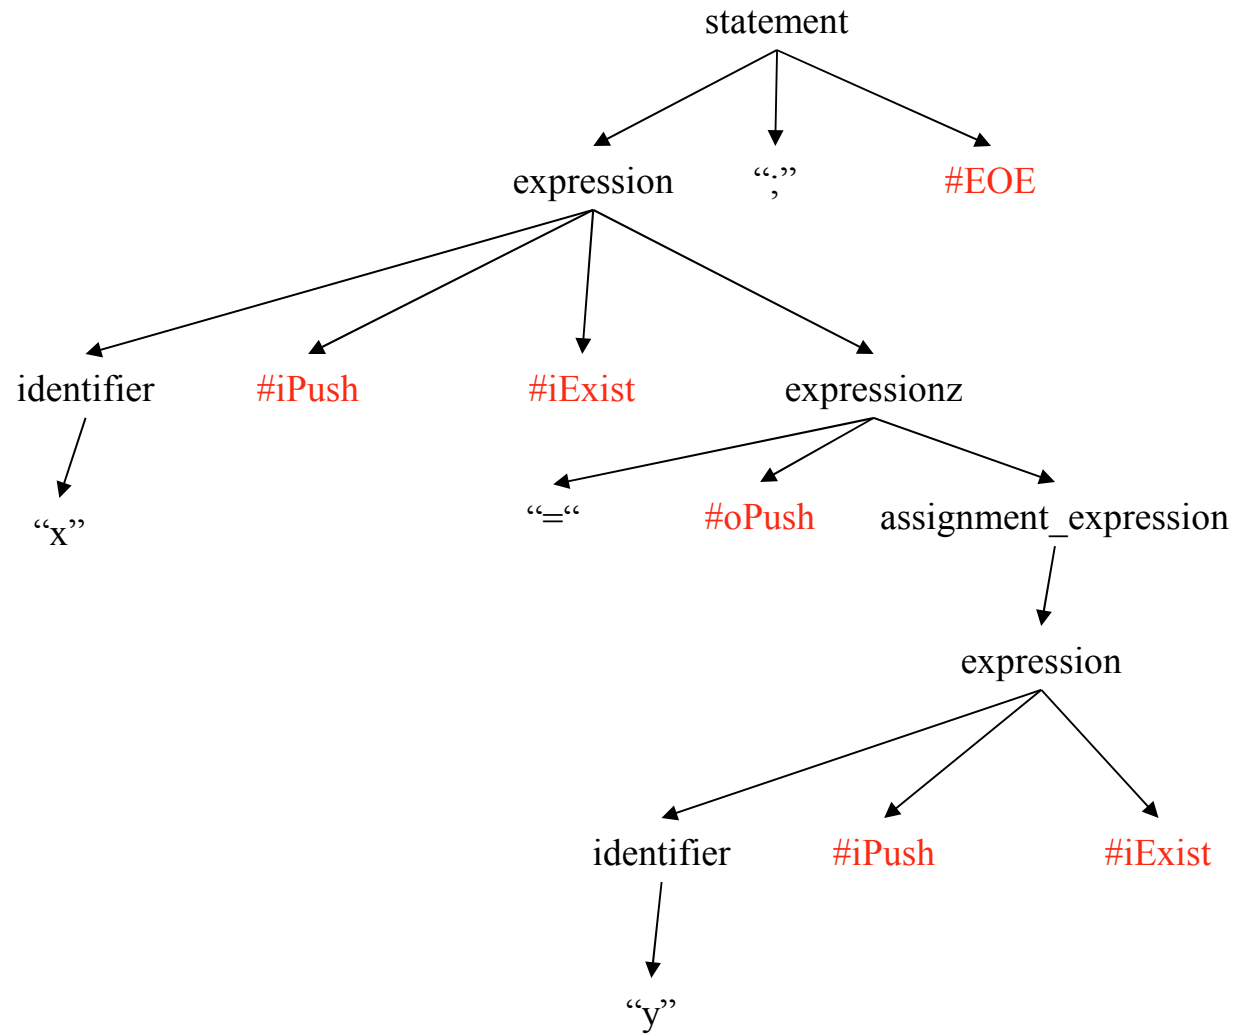 statement
expression “;” #EOE
identifier #iPush #iExist expressionz
“x” “=“ #oPush assignment_expression
expression
identifier #iPush #iExist
“y”